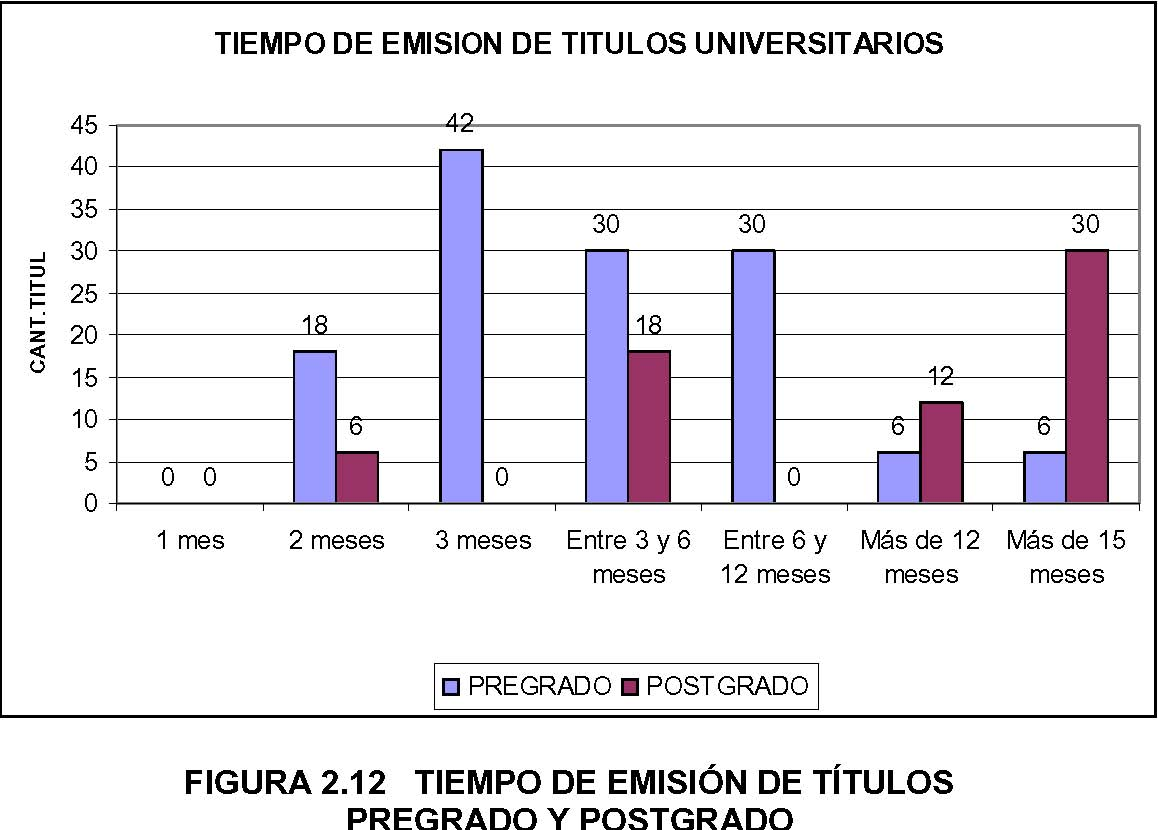 TIEMPO DE EMISION DE TITULOS UNIVERSITARIOS
CANT. TITUL
45
40
35
30
25
20
15
10
5
0
0 0
18
6
42
0
30
18
30
0
6
12
6
30
1 mes
2 meses
3 meses
Entre 3 y 6
meses
Entre 6 y
12 meses
Más de 12
meses
Más de 15
meses
PREGRADO POSTGRADO
FIGURA 2.12 TIEMPO DE EMISIÓN DE TÍTULOS
PREGRADO Y POSTGRADO